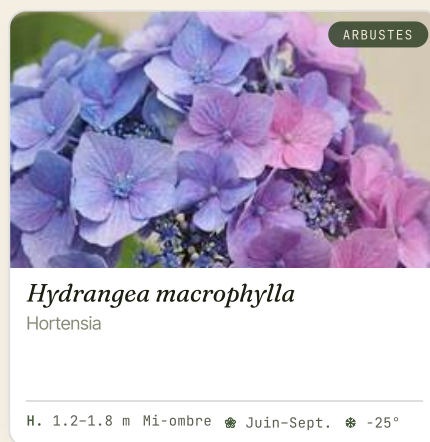 ARBUSTES
Hydrangea macrophylla
Hortensia
H. 1.2–1.8 m Mi-ombre ❀ Juin–Sept. ❄ -25°